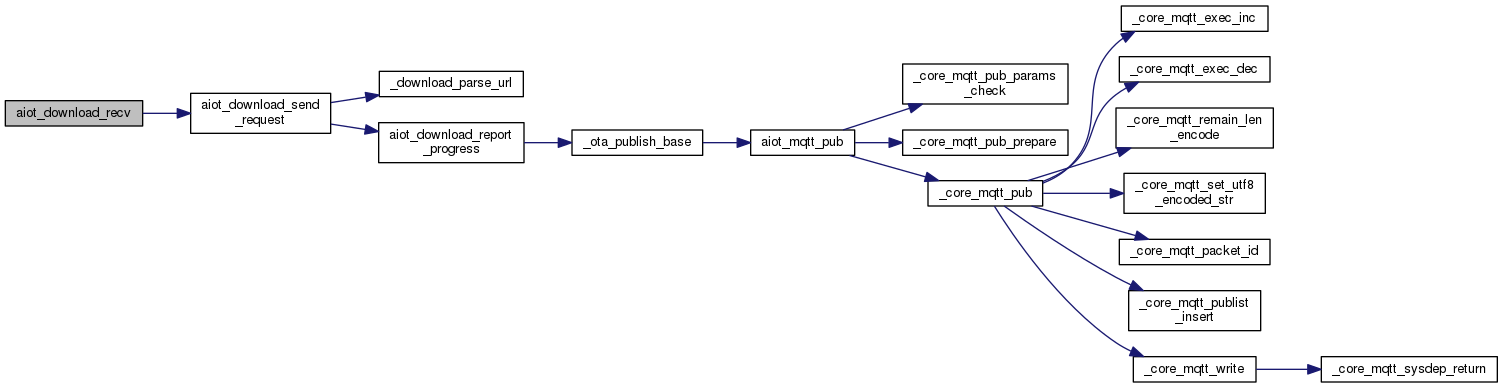 aiot_download_recv
aiot_download_send
_request
_download_parse_url
aiot_download_report
_progress
_ota_publish_base
aiot_mqtt_pub
_core_mqtt_pub_params
_check
_core_mqtt_pub_prepare
_core_mqtt_pub
_core_mqtt_exec_inc
_core_mqtt_exec_dec
_core_mqtt_remain_len
_encode
_core_mqtt_set_utf8
_encoded_str
_core_mqtt_packet_id
_core_mqtt_publist
_insert
_core_mqtt_write
_core_mqtt_sysdep_return